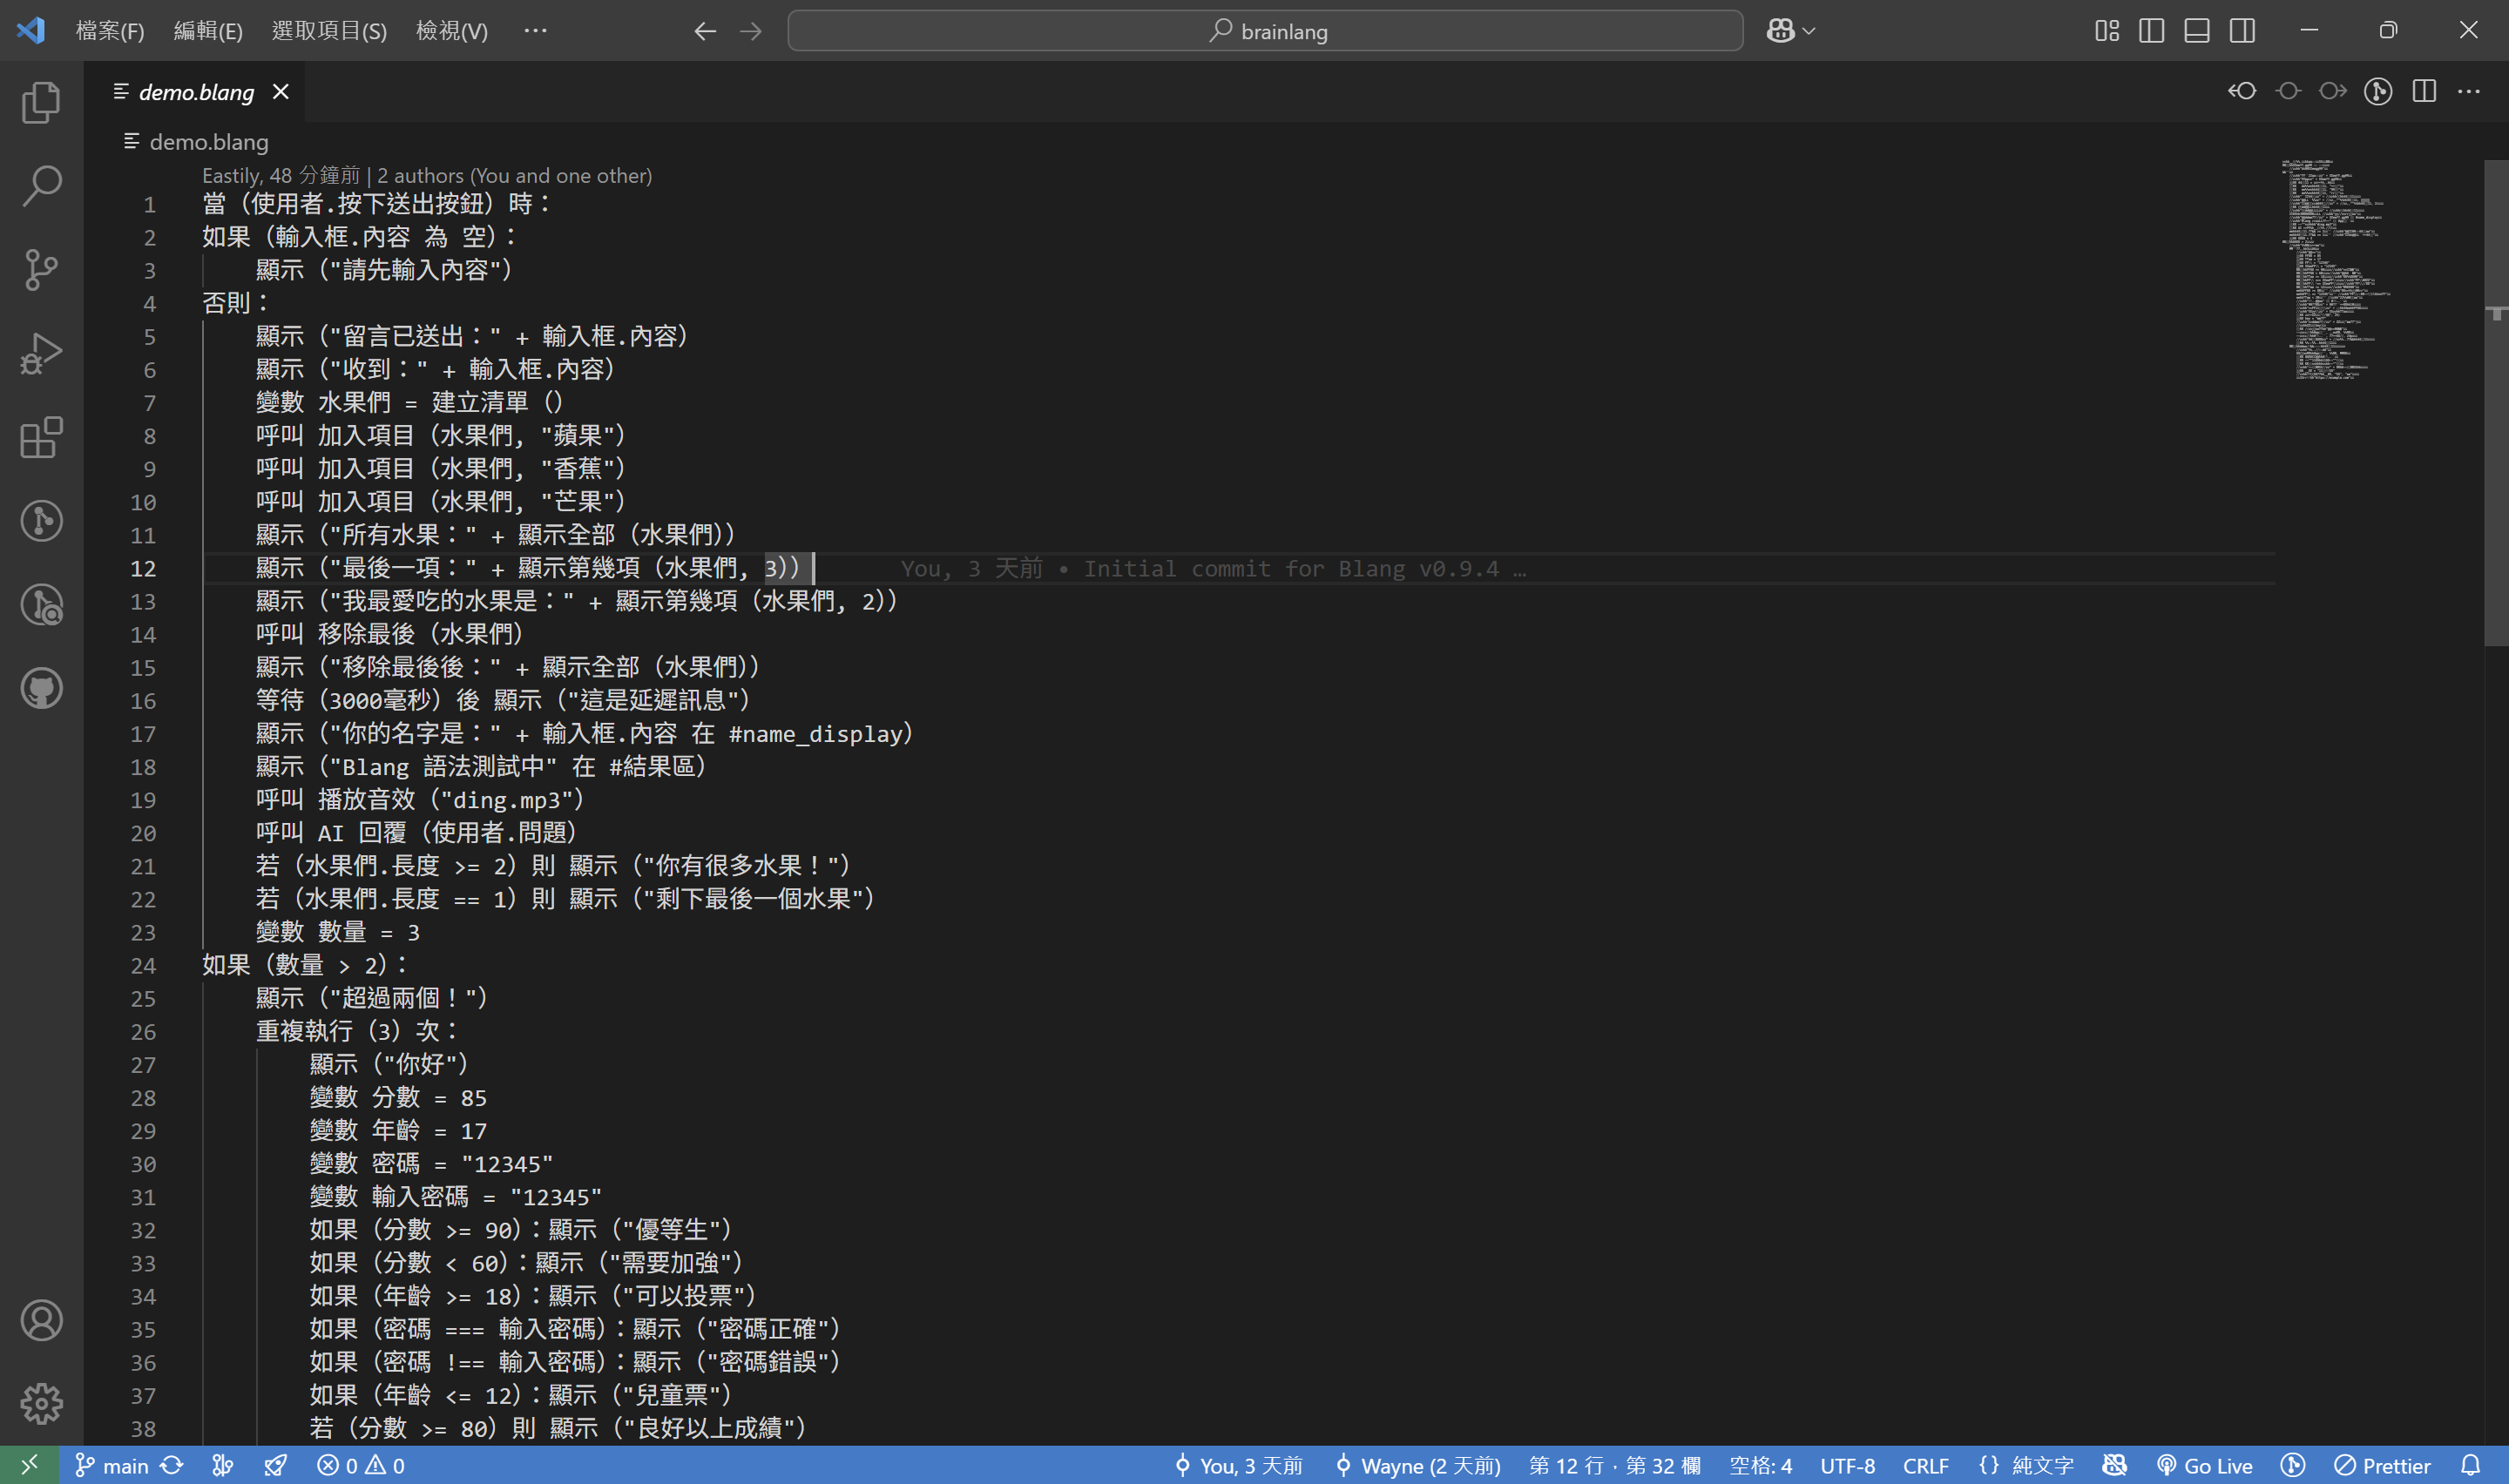 檔案(F) 編輯(E) 選取項目(S) 檢視(V) ··· brainlang
demo.blang
demo.blang
Eastily, 48 分鐘前 | 2 authors (You and one other)
1 當（使用者.按下送出按鈕）時：
2 如果（輸入框.內容 為 空）：
3 顯示（"請先輸入內容"）
4 否則：
5 顯示（"留言已送出：" + 輸入框.內容）
6 顯示（"收到：" + 輸入框.內容）
7 變數 水果們 = 建立清單（）
8 呼叫 加入項目（水果們, "蘋果"）
9 呼叫 加入項目（水果們, "香蕉"）
10 呼叫 加入項目（水果們, "芒果"）
11 顯示（"所有水果：" + 顯示全部（水果們））
12 顯示（"最後一項：" + 顯示第幾項（水果們, 3）） You, 3 天前 • Initial commit for Blang v0.9.4 …
13 顯示（"我最愛吃的水果是：" + 顯示第幾項（水果們, 2））
14 呼叫 移除最後（水果們）
15 顯示（"移除最後後：" + 顯示全部（水果們））
16 等待（3000毫秒）後 顯示（"這是延遲訊息"）
17 顯示（"你的名字是：" + 輸入框.內容 在 #name_display）
18 顯示（"Blang 語法測試中" 在 #結果區）
19 呼叫 播放音效（"ding.mp3"）
20 呼叫 AI 回覆（使用者.問題）
21 若（水果們.長度 >= 2）則 顯示（"你有很多水果！"）
22 若（水果們.長度 == 1）則 顯示（"剩下最後一個水果"）
23 變數 數量 = 3
24 如果（數量 > 2）：
25 顯示（"超過兩個！"）
26 重複執行（3）次：
27 顯示（"你好"）
28 變數 分數 = 85
29 變數 年齡 = 17
30 變數 密碼 = "12345"
31 變數 輸入密碼 = "12345"
32 如果（分數 >= 90）：顯示（"優等生"）
33 如果（分數 < 60）：顯示（"需要加強"）
34 如果（年齡 >= 18）：顯示（"可以投票"）
35 如果（密碼 === 輸入密碼）：顯示（"密碼正確"）
36 如果（密碼 !== 輸入密碼）：顯示（"密碼錯誤"）
37 如果（年齡 <= 12）：顯示（"兒童票"）
38 若（分數 >= 80）則 顯示（"良好以上成績"）
main 0 0 You, 3 天前 Wayne (2 天前) 第 12 行，第 32 欄 空格: 4 UTF-8 CRLF {} 純文字 Go Live Prettier